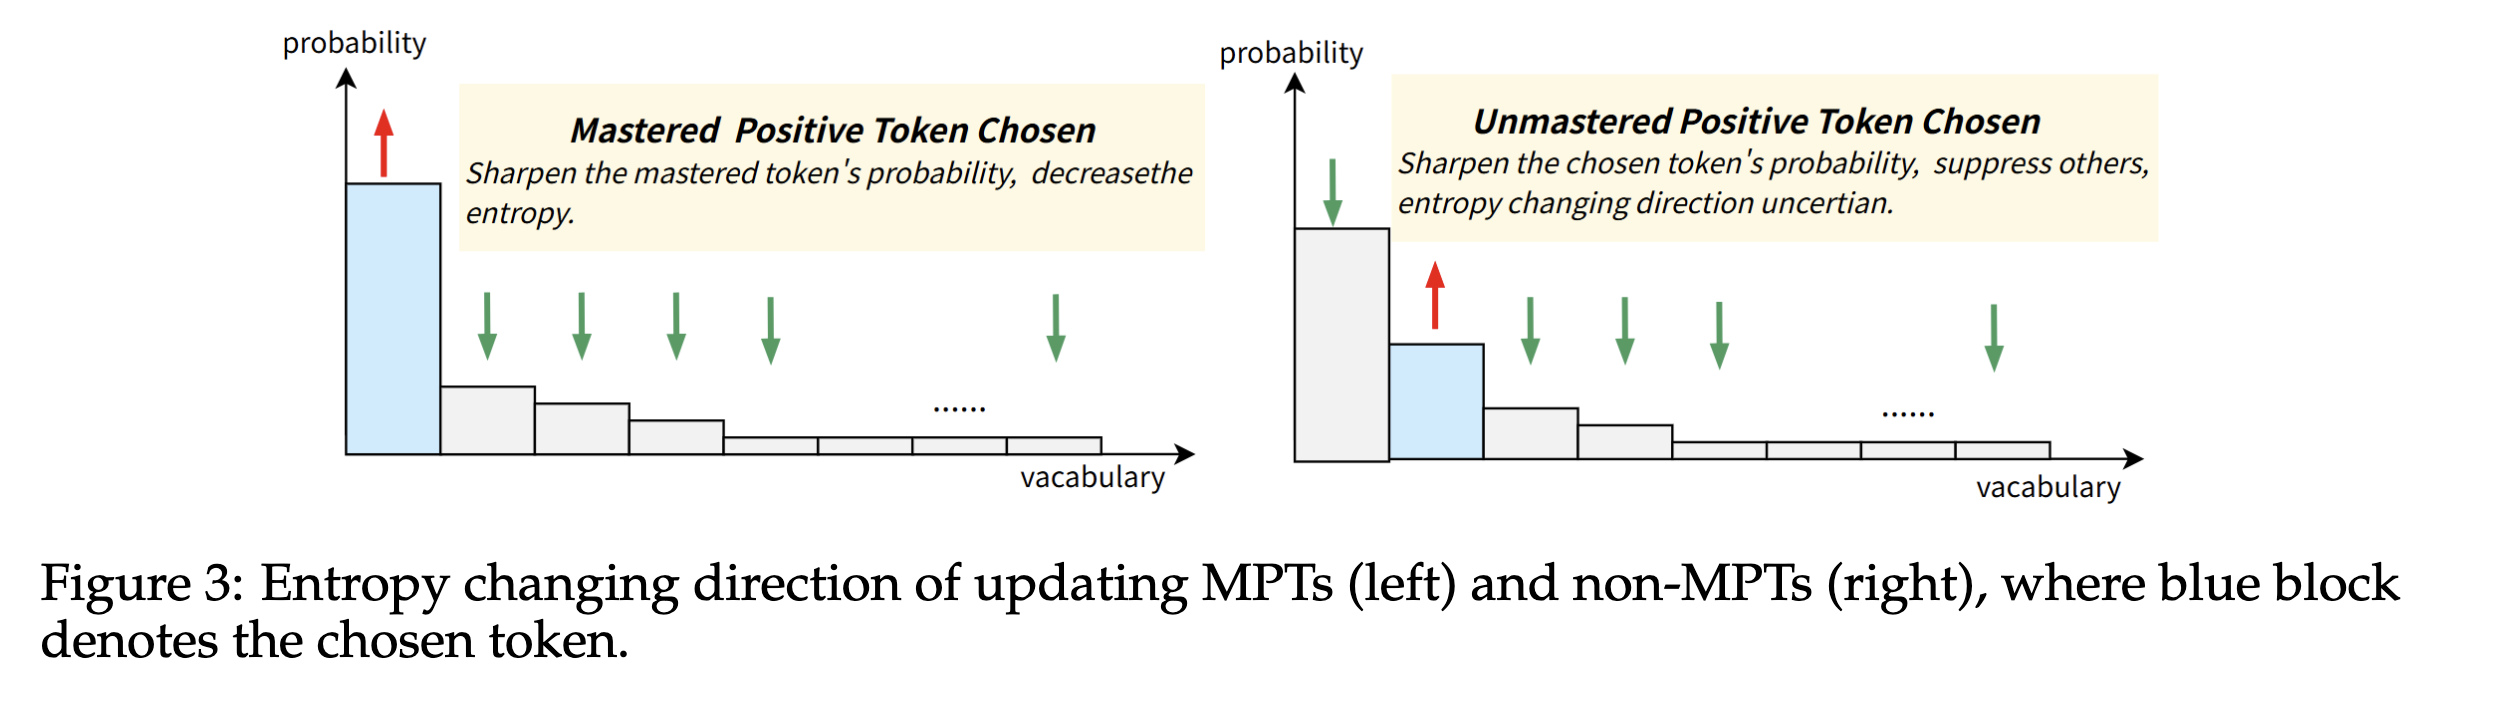 probability
Mastered Positive Token Chosen
Sharpen the mastered token's probability, decreasethe
entropy.
......
vacabulary
probability
Unmastered Positive Token Chosen
Sharpen the chosen token's probability, suppress others,
entropy changing direction uncertian.
......
vacabulary
Figure 3: Entropy changing direction of updating MPTs (left) and non-MPTs (right), where blue block
denotes the chosen token.